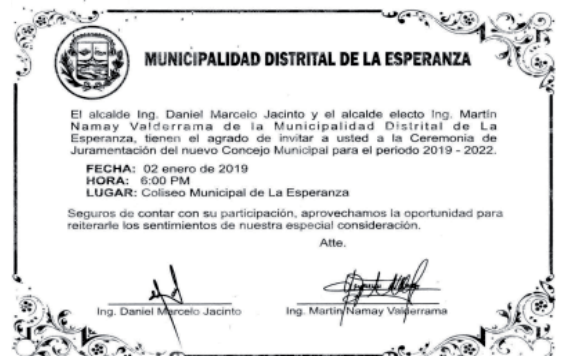 MUNICIPALIDAD DISTRITAL DE LA ESPERANZA
El alcalde Ing. Daniel Marcelo Jacinto y el alcalde electo Ing. Martín
Namay Valderrama de la Municipalidad Distrital de La
Esperanza, tienen el agrado de invitar a usted a la Ceremonia de
Juramentación del nuevo Concejo Municipal para el período 2019 - 2022.
FECHA: 02 enero de 2019
HORA: 6:00 PM
LUGAR: Coliseo Municipal de La Esperanza
Seguros de contar con su participación, aprovechamos la oportunidad para
reiterarle los sentimientos de nuestra especial consideración.
Atte.
Ing. Daniel Marcelo Jacinto
Ing. Martín Namay Valderrama